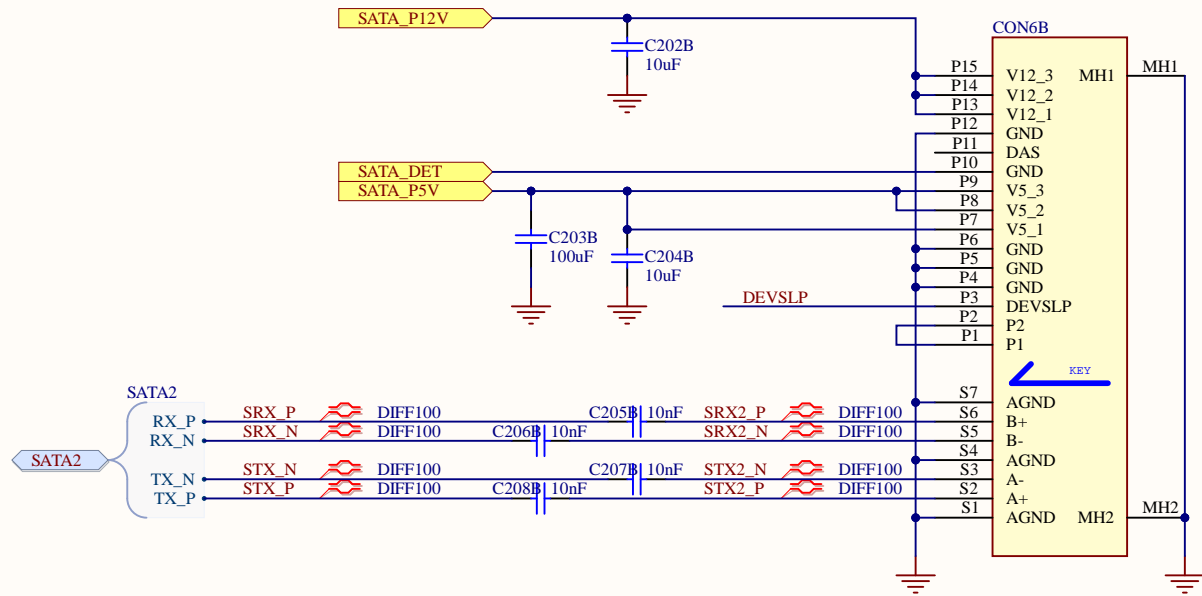 SATA_P12V
CON6B
C202B
10uF
P15 V12_3 MH1 MH1
P14 V12_2
P13 V12_1
P12 GND
P11 DAS
SATA_DET P10 GND
SATA_P5V P9 V5_3
P8 V5_2
P7 V5_1
C203B
100uF
C204B
10uF
P6 GND
P5 GND
P4 GND
DEVSLP P3 DEVSLP
P2 P2
P1 P1
KEY
SATA2
S7 AGND
RX_P SRX_P DIFF100 C205B 10nF SRX2_P DIFF100 S6 B+
RX_N SRX_N DIFF100 C206B 10nF SRX2_N DIFF100 S5 B-
SATA2
S4 AGND
TX_N STX_N DIFF100 C207B 10nF STX2_N DIFF100 S3 A-
TX_P STX_P DIFF100 C208B 10nF STX2_P DIFF100 S2 A+
S1 AGND MH2 MH2